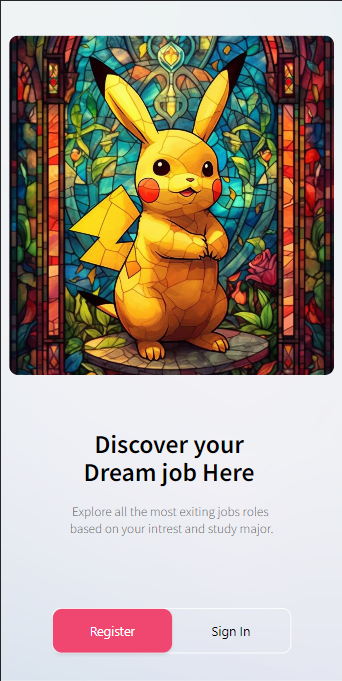 Discover your
Dream job Here
Explore all the most exiting jobs roles
based on your intrest and study major.
Register
Sign In